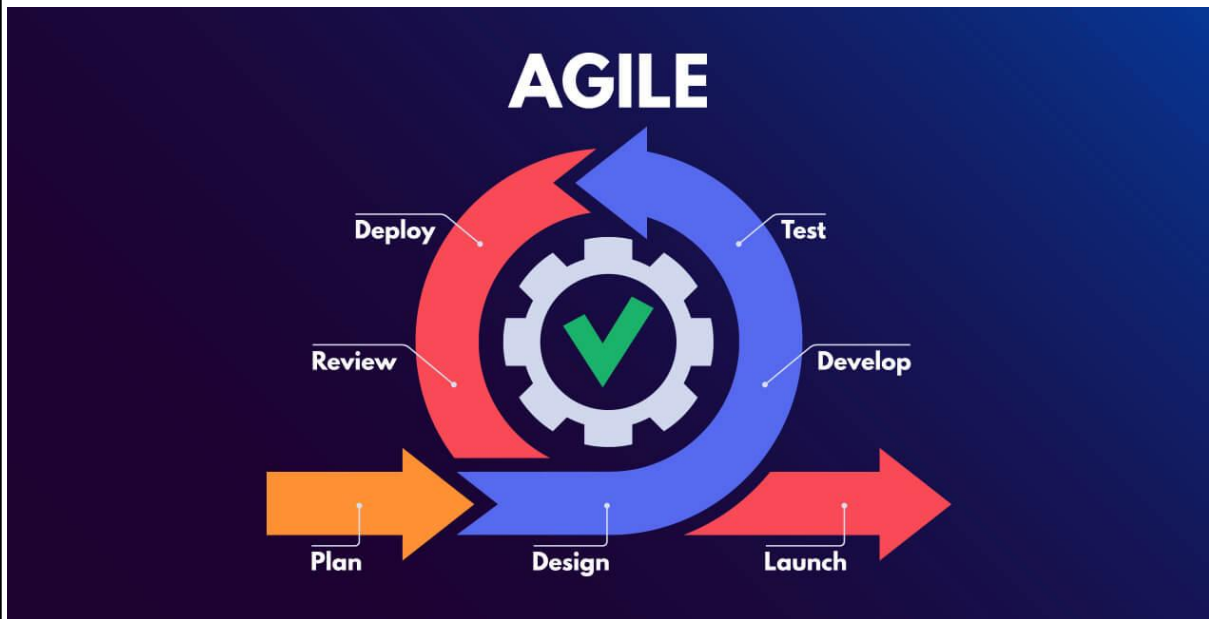 AGILE
Deploy
Test
Review
Develop
Plan
Design
Launch